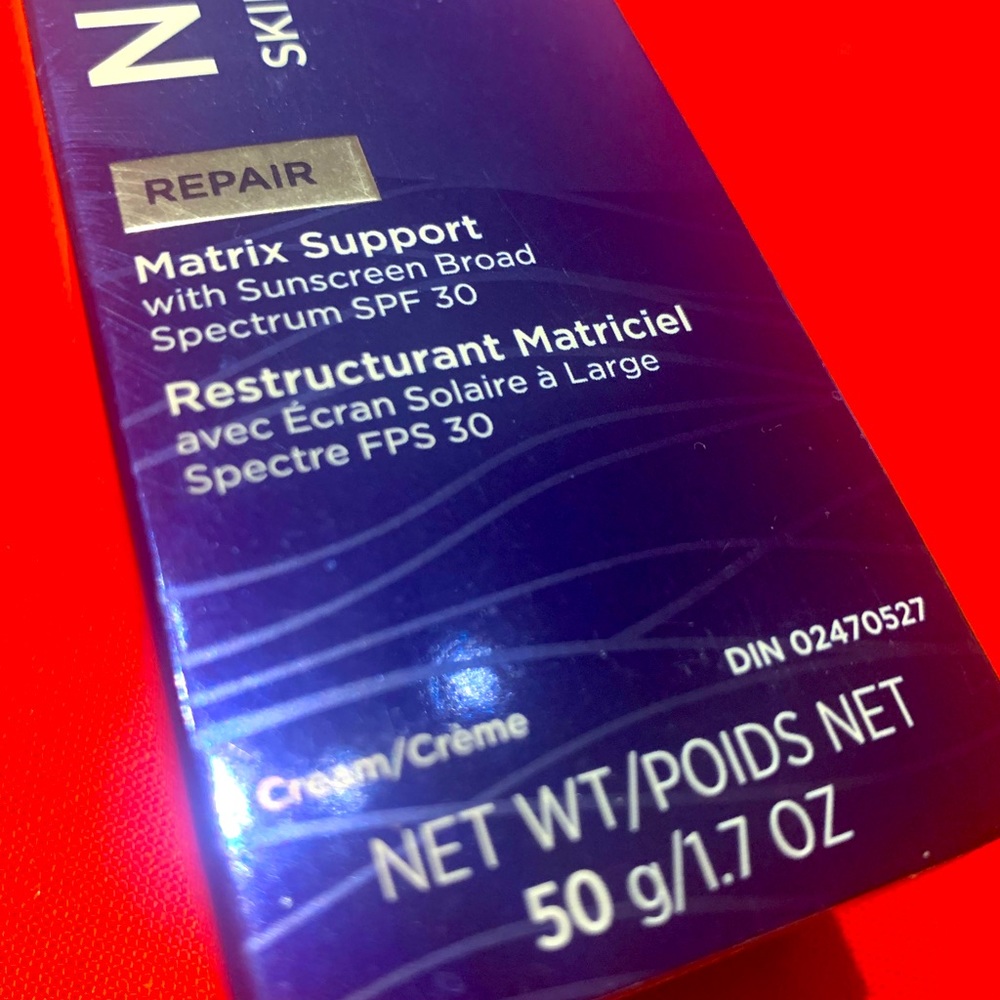 N
SKI
REPAIR
Matrix Support
with Sunscreen Broad
Spectrum SPF 30
Restructurant Matriciel
avec Écran Solaire à Large
Spectre FPS 30
DIN 02470527
Cream/Crème
NET WT/POIDS NET
50 g/1.7 OZ